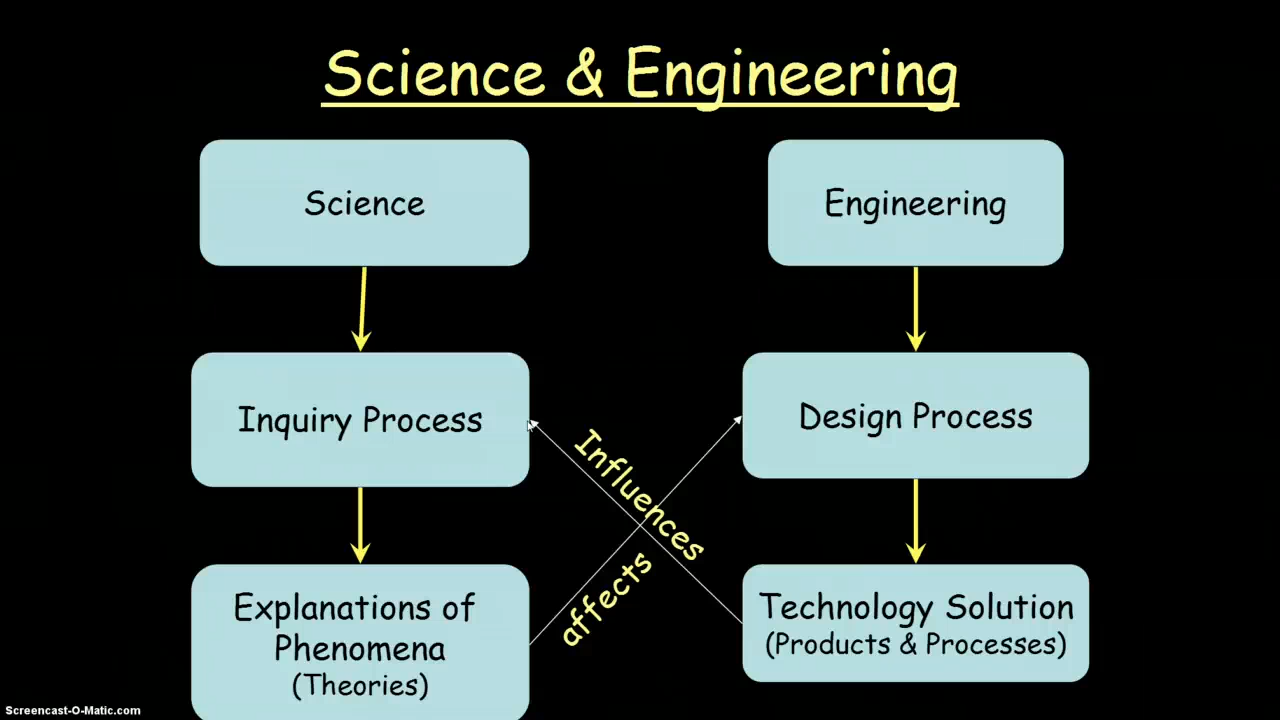 Science & Engineering
Science
Engineering
Inquiry Process
Design Process
Influences
affects
Explanations of
Phenomena
(Theories)
Technology Solution
(Products & Processes)
Screencast-O-Matic.com